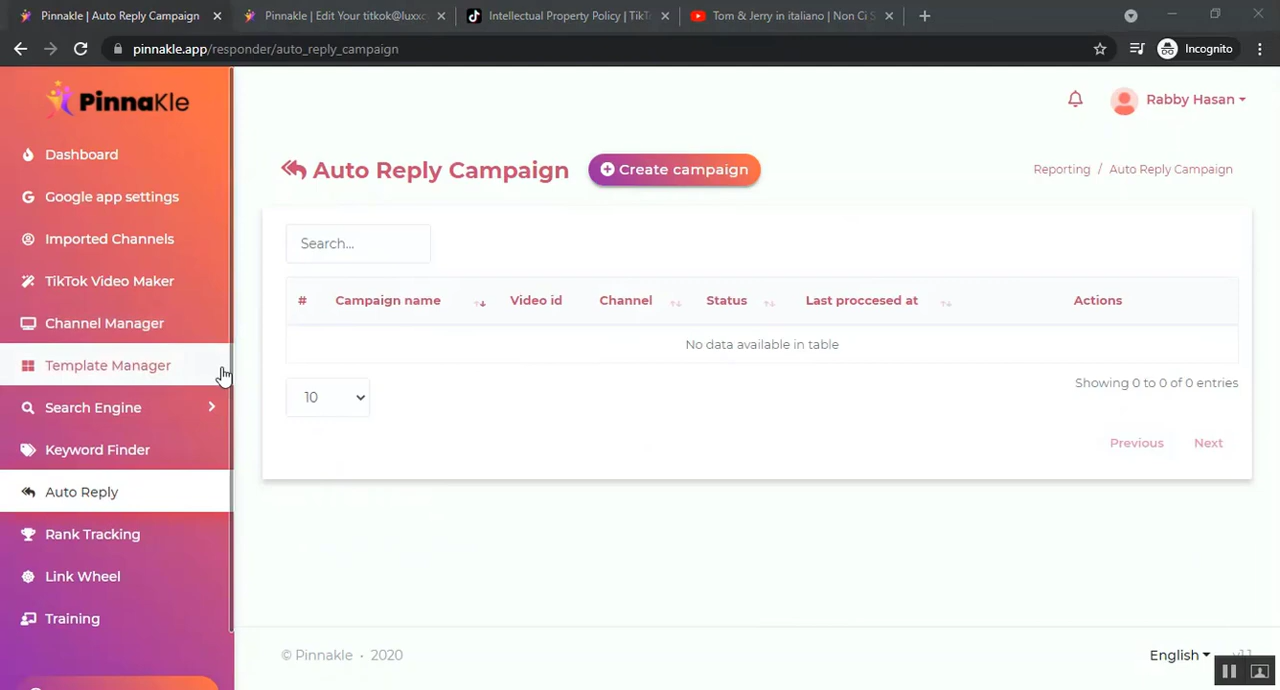 Pinnakle | Auto Reply Campaign
Pinnakle | Edit Your titkok@luxxc
Intellectual Property Policy | TikT
Tom & Jerry in italiano | Non Ci S
pinnakle.app/responder/auto_reply_campaign
Incognito
PinnaKle
Rabby Hasan
Dashboard
Google app settings
Imported Channels
TikTok Video Maker
Channel Manager
Template Manager
Search Engine
Keyword Finder
Auto Reply
Rank Tracking
Link Wheel
Training
Auto Reply Campaign
Create campaign
Reporting / Auto Reply Campaign
Search...
# Campaign name Video id Channel Status Last proccesed at Actions
No data available in table
10
Showing 0 to 0 of 0 entries
Previous Next
© Pinnakle • 2020
English